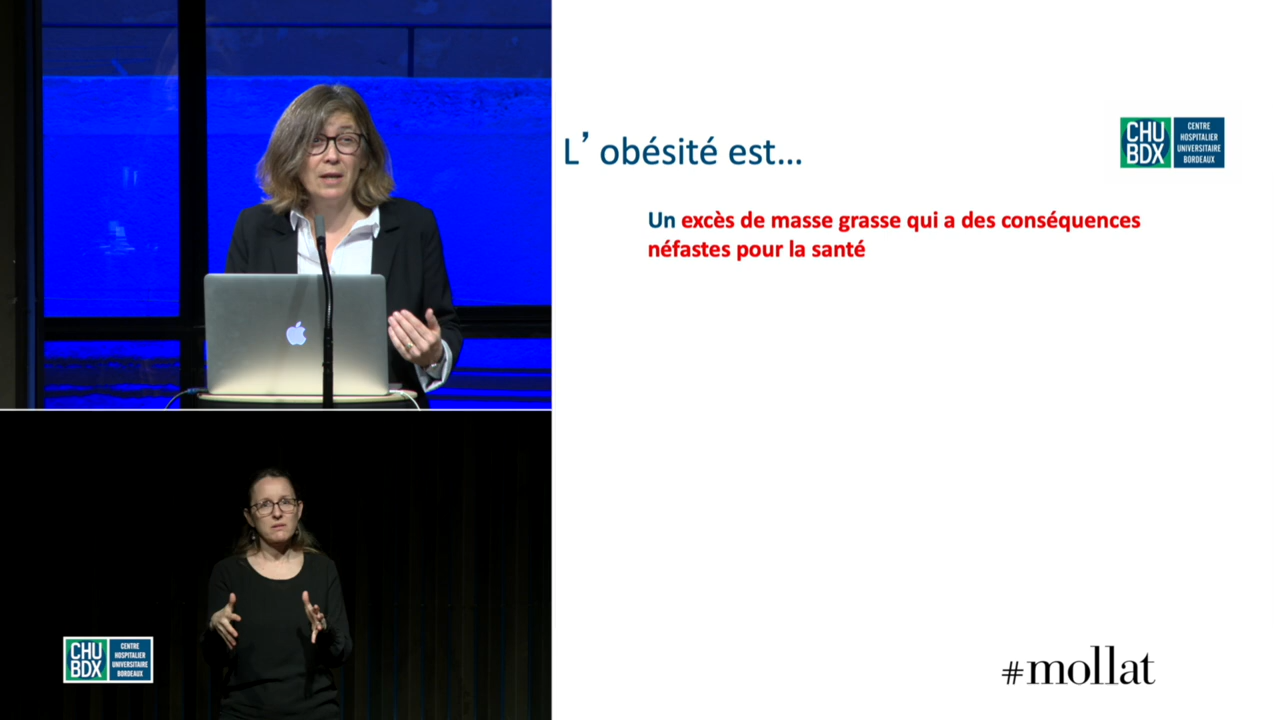 L’ obésité est...
CHU
BDX
CENTRE
HOSPITALIER
UNIVERSITAIRE
BORDEAUX
Un excès de masse grasse qui a des conséquences
néfastes pour la santé
CHU
BDX
CENTRE
HOSPITALIER
UNIVERSITAIRE
BORDEAUX
#mollat